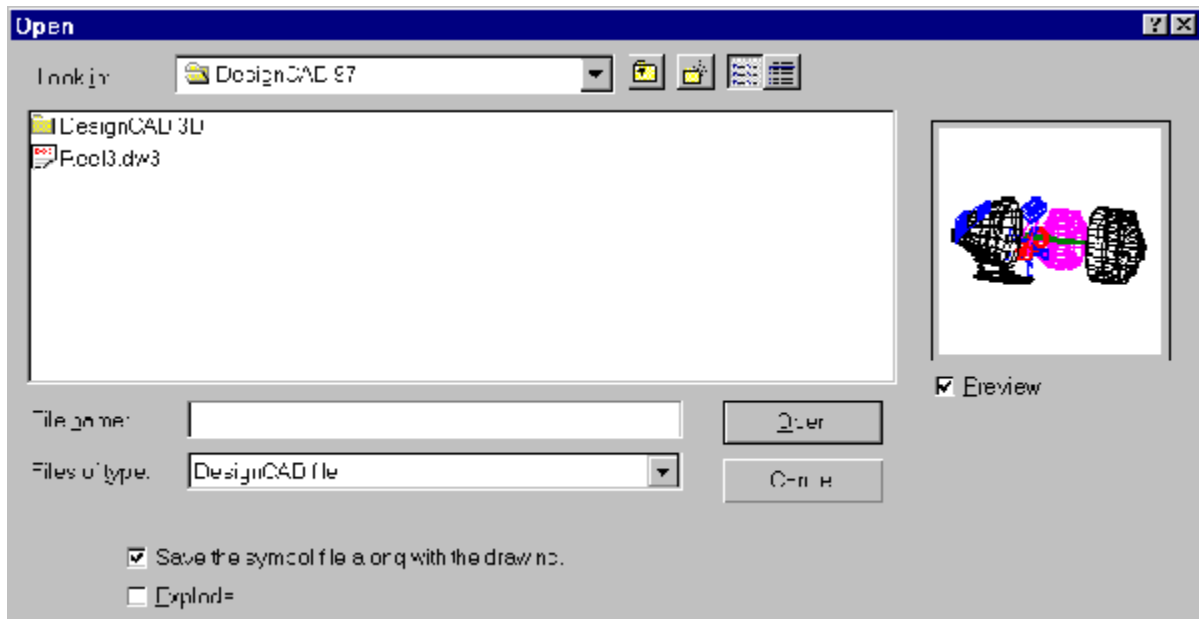 Open
Look in:
DesignCAD 97
DesignCAD 3D
Reel3.dw3
Preview
File name:
Open
Files of type:
DesignCAD file
Cancel
Save the symbol file along with the drawing.
Explode